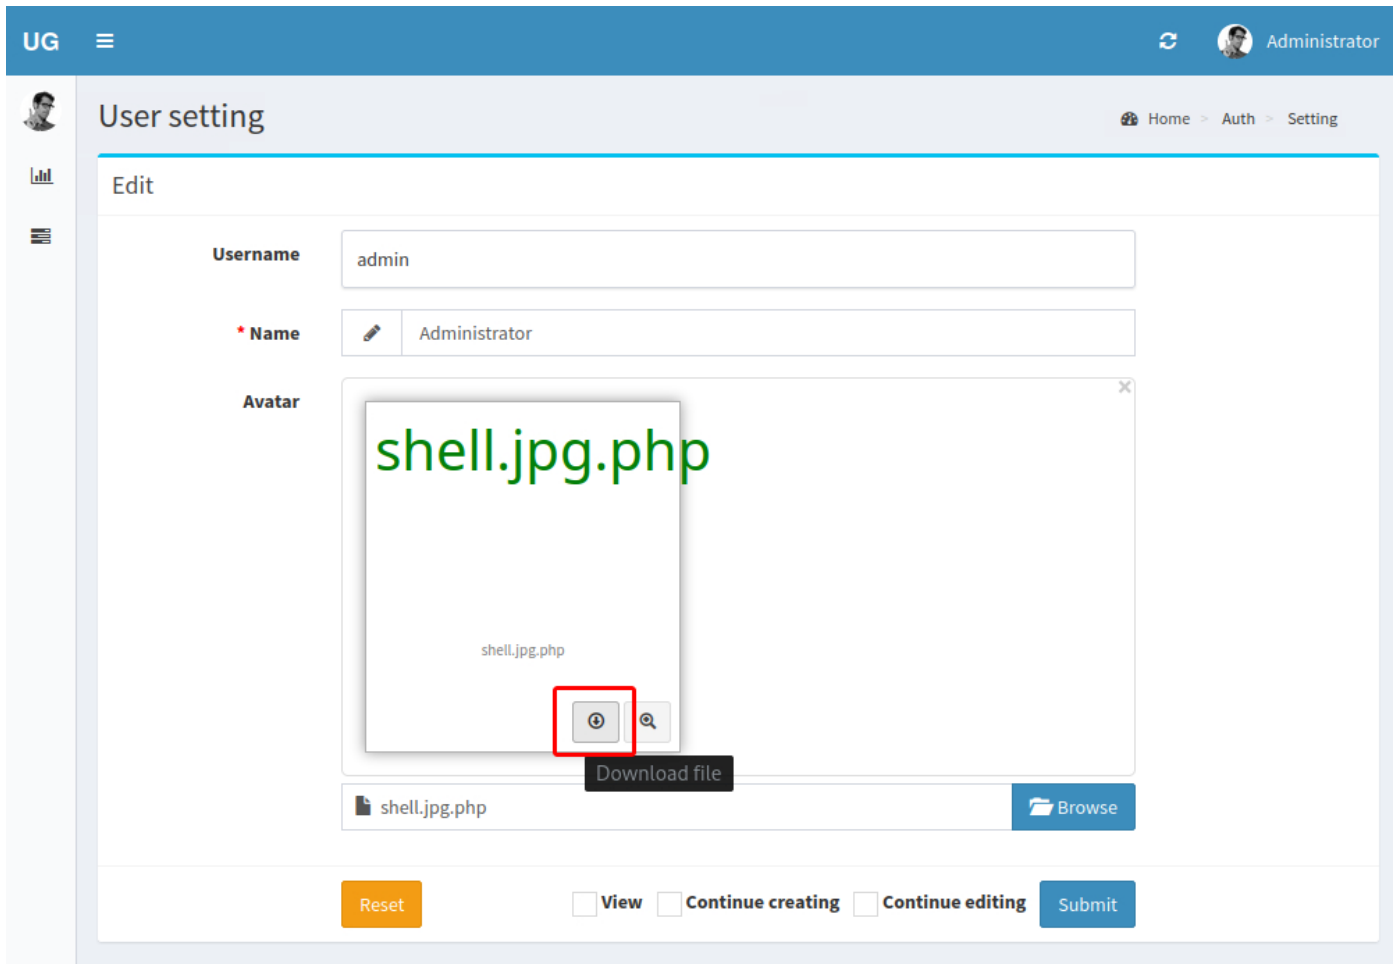 UG
Administrator
User setting
Home > Auth > Setting
Edit
Username
admin
* Name
Administrator
Avatar
×
shell.jpg.php
shell.jpg.php
Download file
shell.jpg.php
Browse
Reset
View
Continue creating
Continue editing
Submit